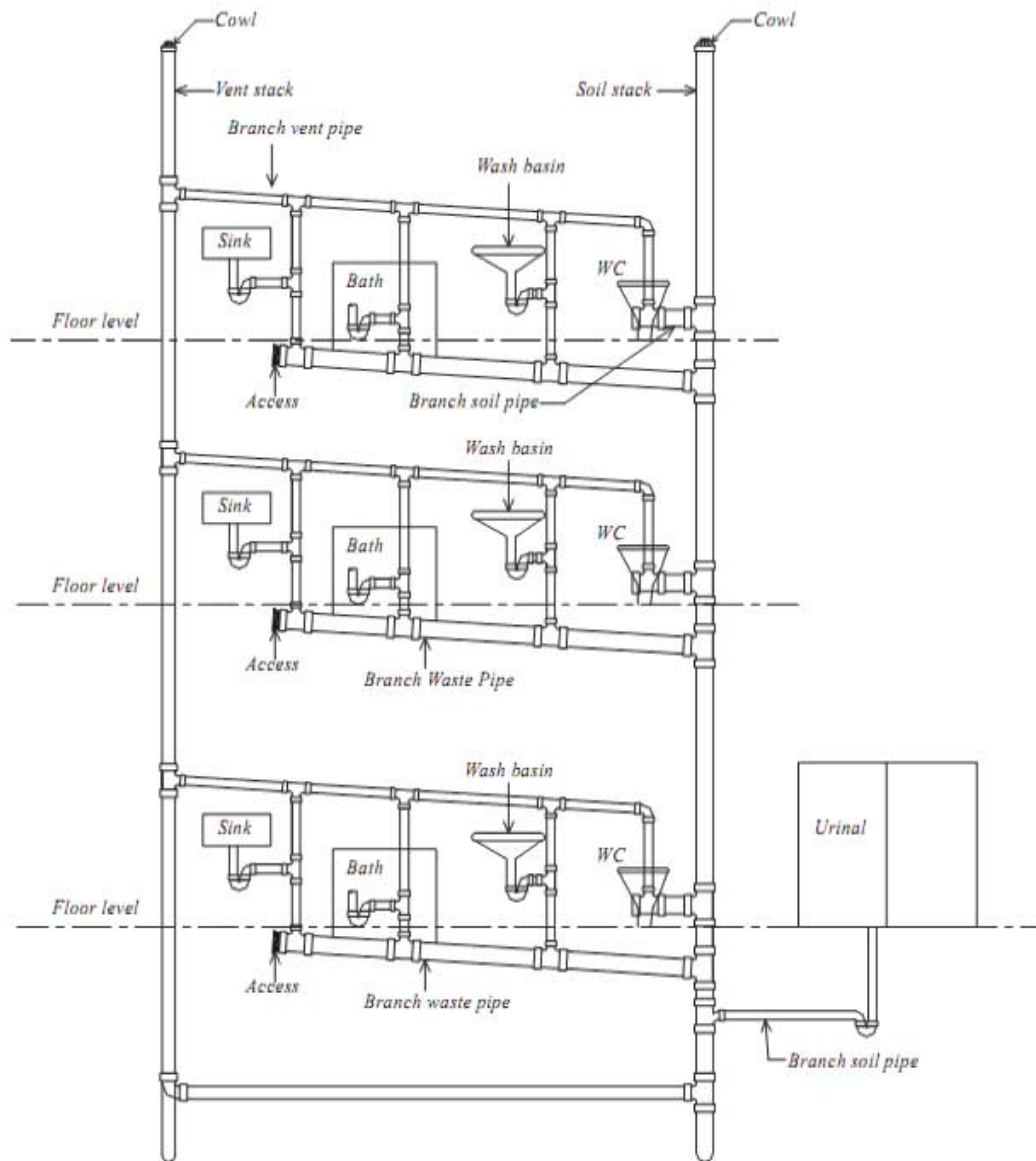 Cowl
Cowl
Vent stack
Soil stack
Branch vent pipe
Wash basin
Sink
WC
Bath
Floor level
Access
Branch soil pipe
Wash basin
Sink
WC
Bath
Floor level
Access
Branch Waste Pipe
Wash basin
Sink
Urinal
WC
Bath
Floor level
Access
Branch waste pipe
Branch soil pipe